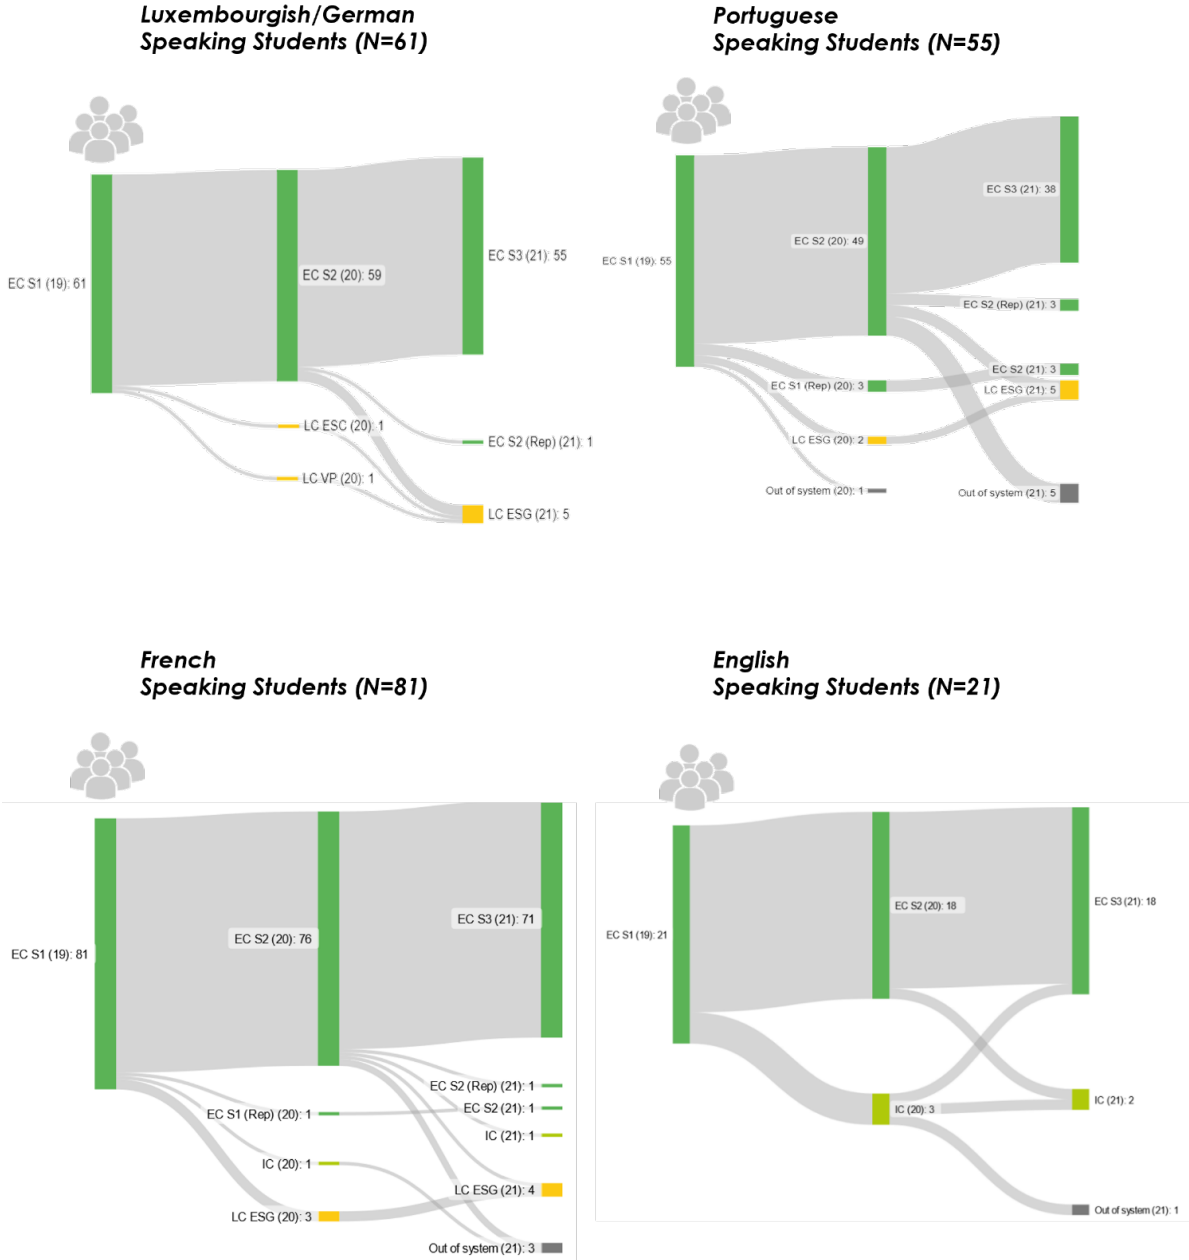 Luxembourgish/German
Speaking Students (N=61)
EC S1 (19): 61
EC S2 (20): 59
EC S3 (21): 55
LC ESC (20): 1
EC S2 (Rep) (21): 1
LC VP (20): 1
LC ESG (21): 5
Portuguese
Speaking Students (N=55)
EC S1 (19): 55
EC S2 (20): 49
EC S3 (21): 38
EC S2 (Rep) (21): 3
EC S2 (21): 3
EC S1 (Rep) (20): 3
LC ESG (21): 5
LC ESG (20): 2
Out of system (20): 1
Out of system (21): 5
French
Speaking Students (N=81)
EC S1 (19): 81
EC S2 (20): 76
EC S3 (21): 71
EC S2 (Rep) (21): 1
EC S1 (Rep) (20): 1
EC S2 (21): 1
IC (21): 1
IC (20): 1
LC ESG (21): 4
LC ESG (20): 3
Out of system (21): 3
English
Speaking Students (N=21)
EC S1 (19): 21
EC S2 (20): 18
EC S3 (21): 18
IC (20): 3
IC (21): 2
Out of system (21): 1